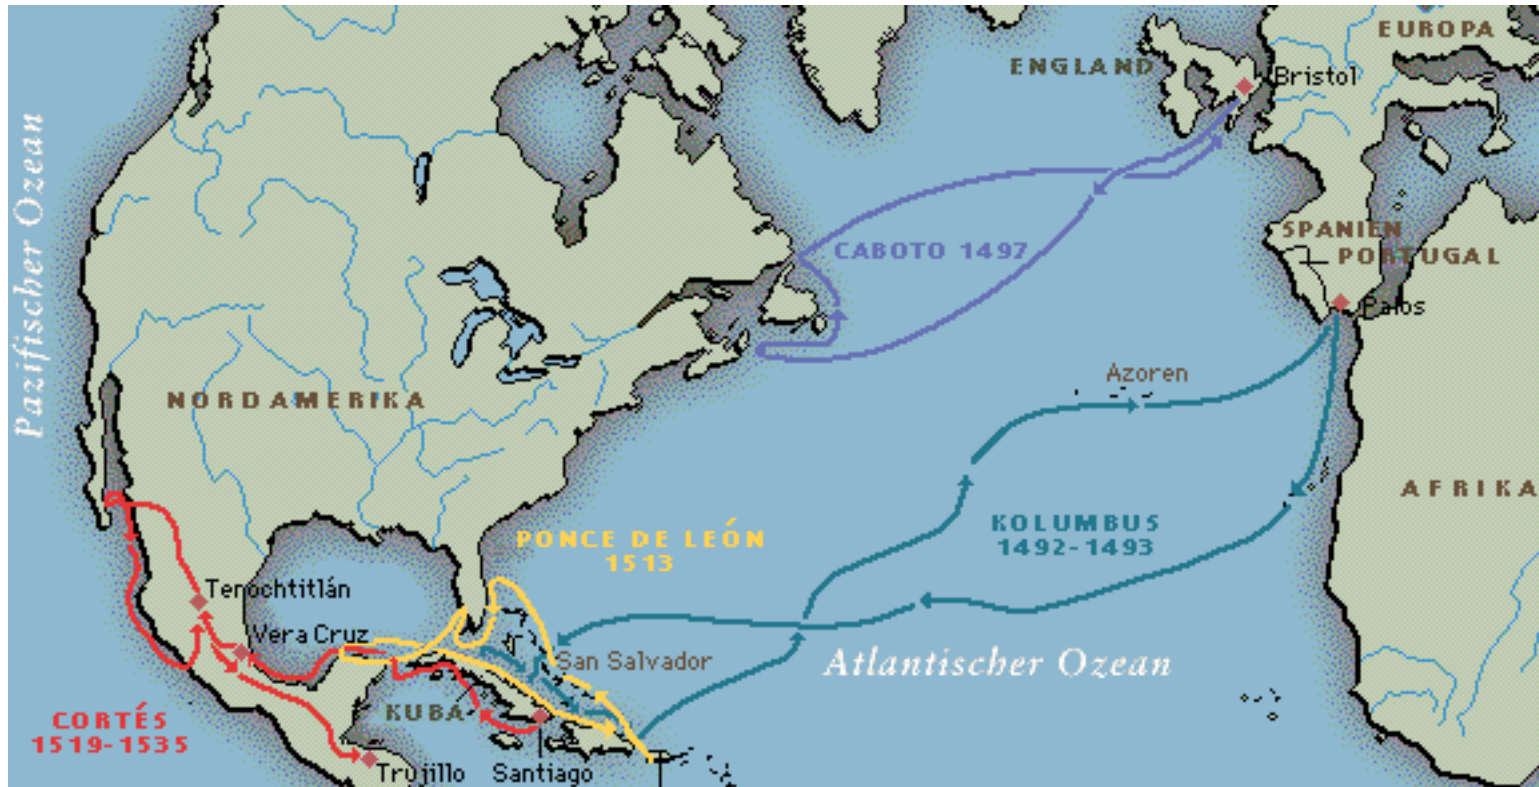 EUROPA
ENGLAND
Bristol
Pazifischer Ozean
CABOTO 1497
SPANIEN
PORTUGAL
Palos
Azoren
NORDAMERIKA
AFRIKA
PONCE DE LEÓN
1513
KOLUMBUS
1492-1493
Tenochtitlán
Vera Cruz
San Salvador
Atlantischer Ozean
CORTÉS
1519-1535
KUBA
Trujillo
Santiago